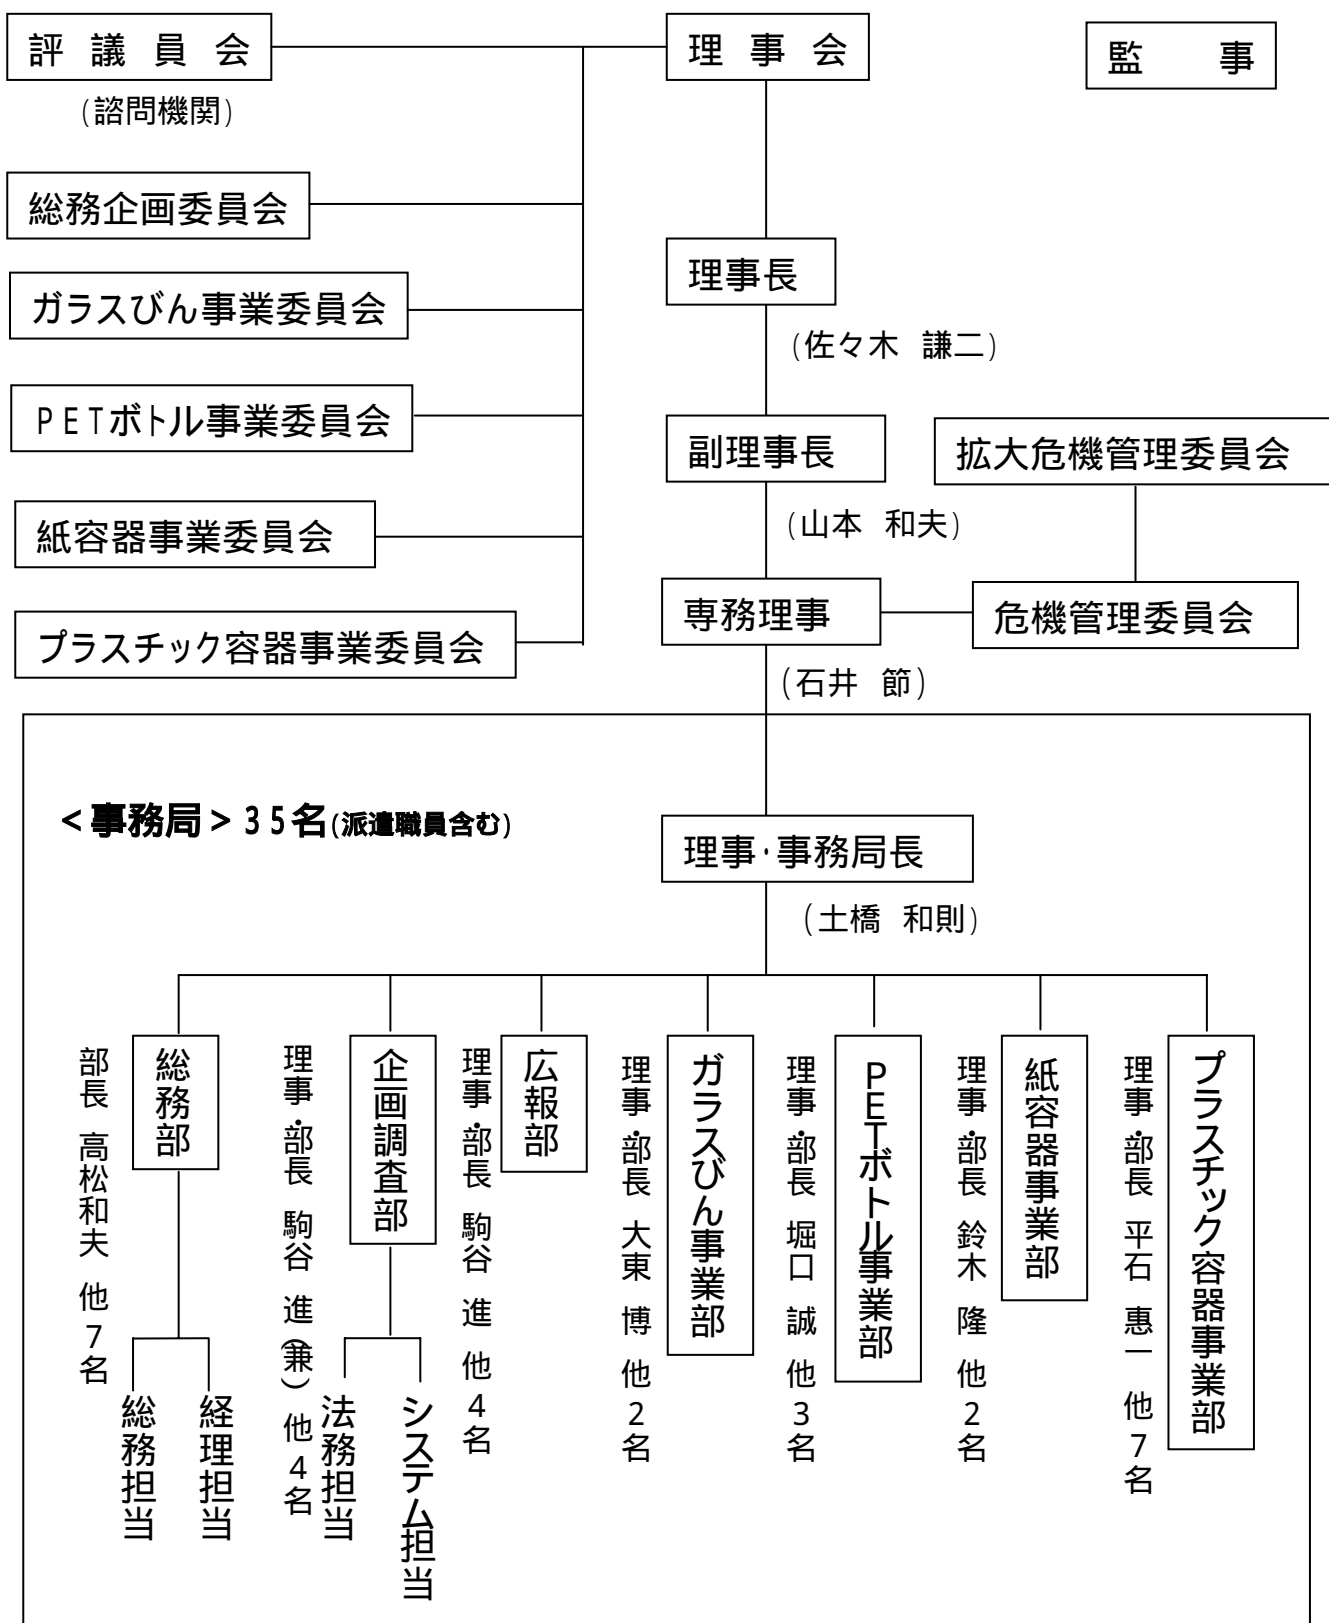 評議員会
理事会
監事
(諮問機関)
総務企画委員会
理事長
ガラスびん事業委員会
(佐々木 謙二)
PETボトル事業委員会
副理事長
拡大危機管理委員会
(山本 和夫)
紙容器事業委員会
専務理事
危機管理委員会
プラスチック容器事業委員会
(石井 節)
<事務局>35名(派遣職員含む)
理事・事務局長
(土橋 和則)
総務部
部長 高松和夫 他7名
総務担当
経理担当
企画調査部
理事・部長 駒谷 進(兼) 他4名
法務担当
システム担当
広報部
理事・部長 駒谷 進 他4名
ガラスびん事業部
理事・部長 大東 博 他2名
PETボトル事業部
理事・部長 堀口 誠 他3名
紙容器事業部
理事・部長 鈴木 隆 他2名
プラスチック容器事業部
理事・部長 平石 惠一 他7名